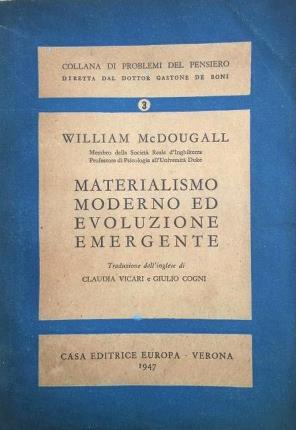 COLLANA DI PROBLEMI DEL PENSIERO
DIRETTA DAL DOTTOR GASTONE DE BONI
3
WILLIAM McDOUGALL
Membro della Società Reale d'Inghilterra
Professore di Psicologia all'Università Duke
MATERIALISMO
MODERNO ED
EVOLUZIONE
EMERGENTE
Traduzione dell'inglese di
CLAUDIA VICARI e GIULIO COGNI
CASA EDITRICE EUROPA - VERONA
1947